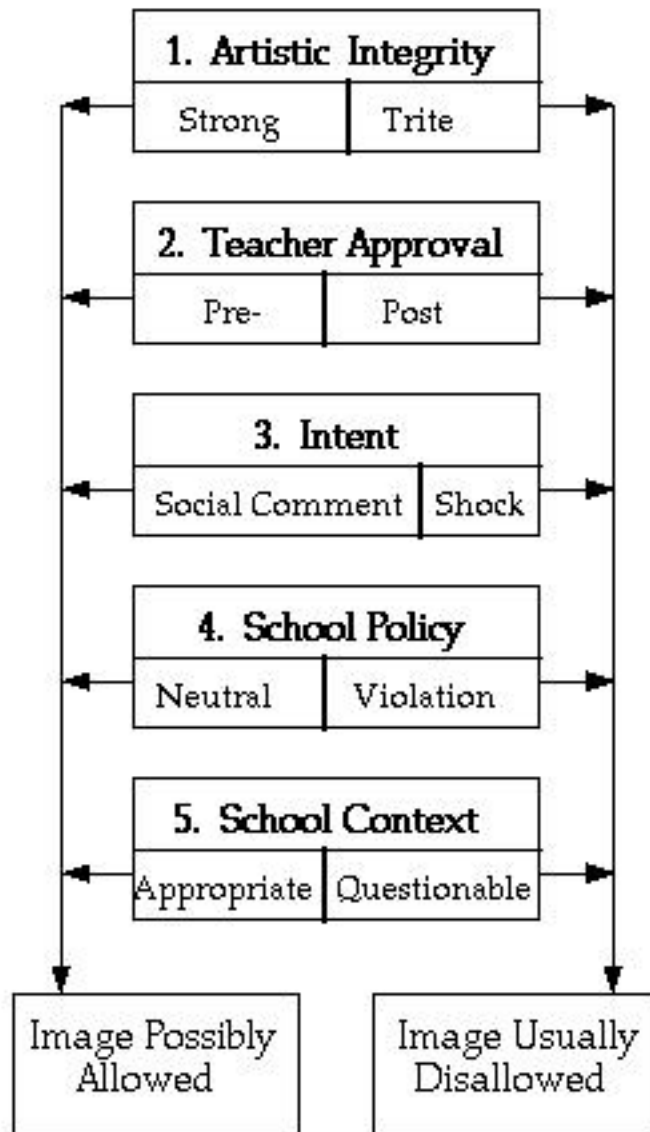 1. Artistic Integrity
Strong Trite
2. Teacher Approval
Pre- Post
3. Intent
Social Comment Shock
4. School Policy
Neutral Violation
5. School Context
Appropriate Questionable
Image Possibly
Allowed
Image Usually
Disallowed